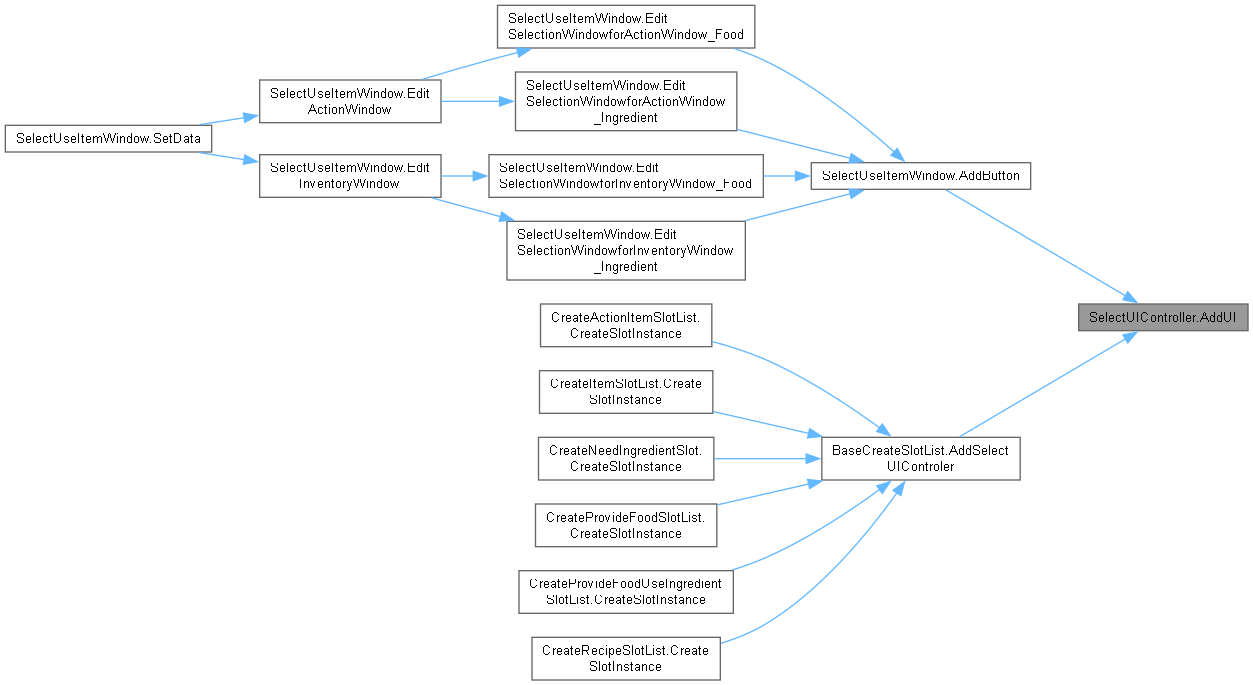 SelectUseItemWindow.Edit
SelectionWindowforActionWindow_Food
SelectUseItemWindow.Edit
SelectionWindowforActionWindow
_Ingredient
SelectUseItemWindow.Edit
ActionWindow
SelectUseItemWindow.SetData
SelectUseItemWindow.Edit
InventoryWindow
SelectUseItemWindow.Edit
SelectionWindowforInventoryWindow_Food
SelectUseItemWindow.AddButton
SelectUseItemWindow.Edit
SelectionWindowforInventoryWindow
_Ingredient
SelectUIController.AddUI
CreateActionItemSlotList.
CreateSlotInstance
CreateItemSlotList.Create
SlotInstance
CreateNeedIngredientSlot.
CreateSlotInstance
BaseCreateSlotList.AddSelect
UIControler
CreateProvideFoodSlotList.
CreateSlotInstance
CreateProvideFoodUseIngredient
SlotList.CreateSlotInstance
CreateRecipeSlotList.Create
SlotInstance